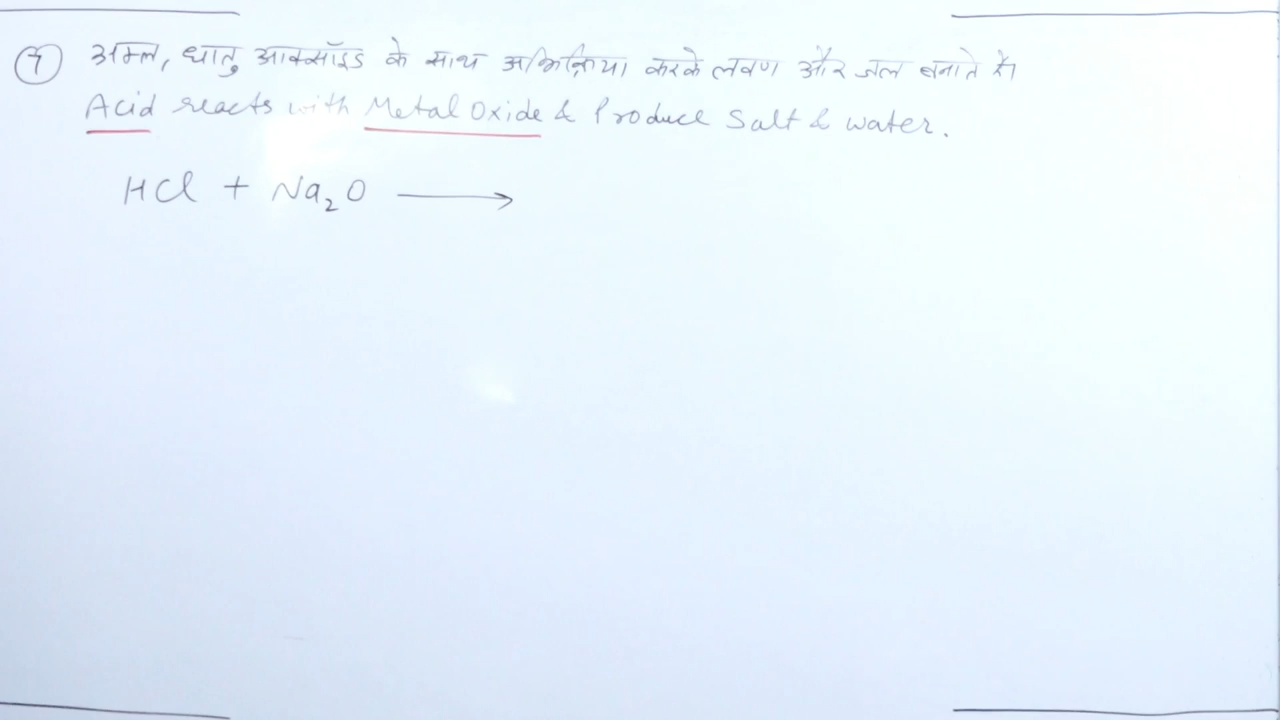 7 अम्ल, धातु आक्सॉइड के साथ अभिक्रिया करके लवण और जल बनाते हैं।
Acid reacts with Metal Oxide & Produce Salt & water.
HCl + Na₂O ⟶